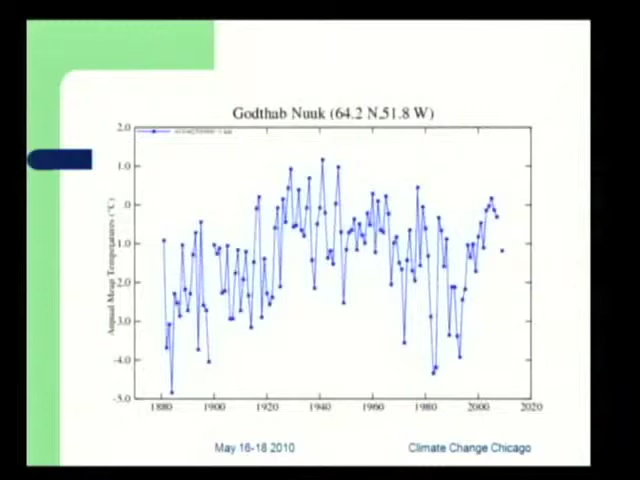 Godthab Nuuk (64.2 N,51.8 W)
2.0
1.0
.0
1.0
-2.0
-3.0
-4.0
-5.0
Annual Mean Temperatures (°C)
1880 1900 1920 1940 1960 1980 2000 2020
May 16-18 2010 Climate Change Chicago